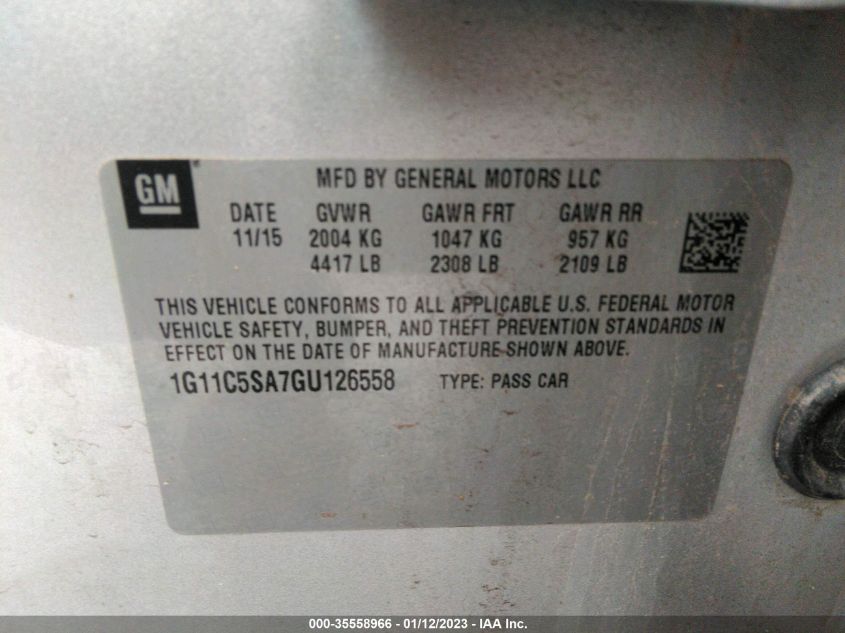 GM
MFD BY GENERAL MOTORS LLC
DATE GVWR GAWR FRT GAWR RR
11/15 2004 KG 1047 KG 957 KG
4417 LB 2308 LB 2109 LB
THIS VEHICLE CONFORMS TO ALL APPLICABLE U.S. FEDERAL MOTOR
VEHICLE SAFETY, BUMPER, AND THEFT PREVENTION STANDARDS IN
EFFECT ON THE DATE OF MANUFACTURE SHOWN ABOVE.
1G11C5SA7GU126558 TYPE: PASS CAR
000-35558966 - 01/12/2023 - IAAI Inc.